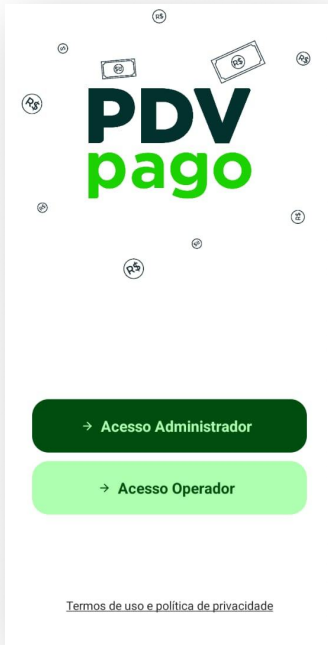 R$
R$
R$
R$
PDV
pago
R$
R$
→ Acesso Administrador
→ Acesso Operador
Termos de uso e política de privacidade